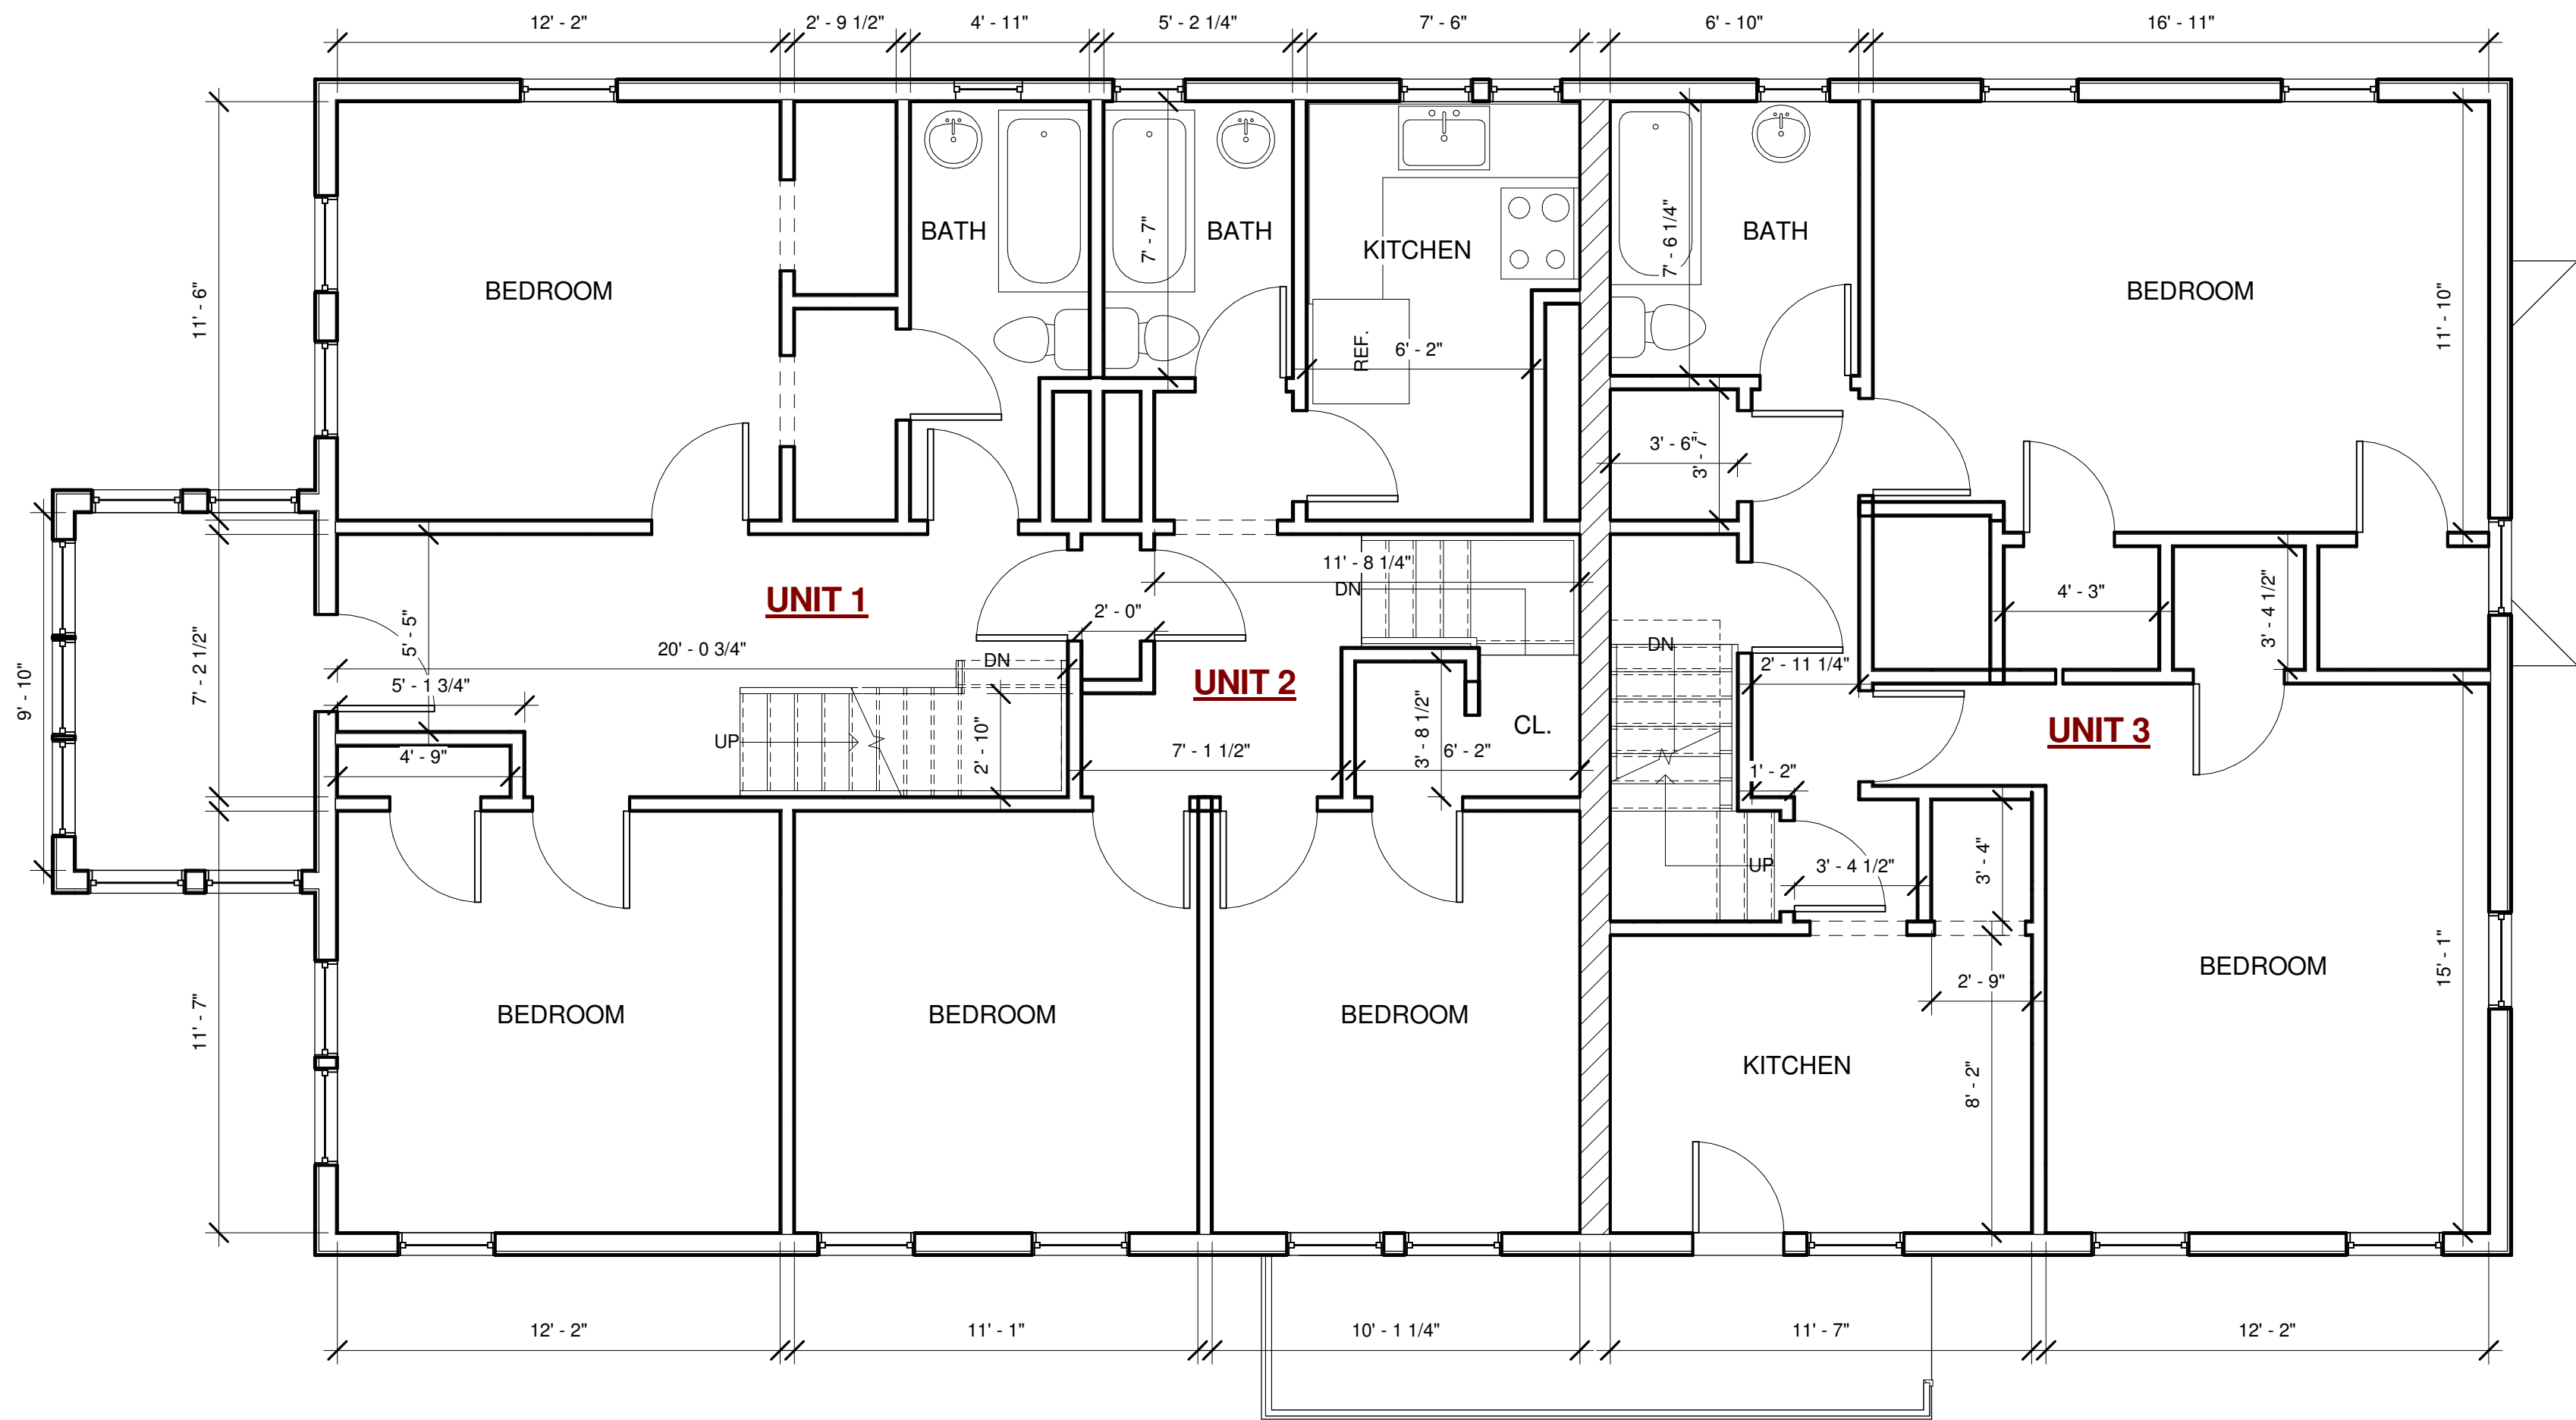 12' - 2"
2' - 9 1/2"
4' - 11"
5' - 2 1/4"
7' - 6"
6' - 10"
16' - 11"
11' - 6"
BEDROOM
BATH
7' - 7"
BATH
KITCHEN
REF.
6' - 2"
7' - 6 1/4"
BATH
BEDROOM
11' - 10"
3' - 6"
3' - 7"
9' - 10"
7' - 2 1/2"
5' - 5"
UNIT 1
20' - 0 3/4"
5' - 1 3/4"
4' - 9"
UP
DN
2' - 10"
2' - 0"
11' - 8 1/4"
DN
UNIT 2
7' - 1 1/2"
3' - 8 1/2"
6' - 2"
CL.
DN
2' - 11 1/4"
1' - 2"
UP
3' - 4 1/2"
4' - 3"
3' - 4 1/2"
UNIT 3
3' - 4"
2' - 9"
11' - 7"
BEDROOM
BEDROOM
BEDROOM
KITCHEN
8' - 2"
BEDROOM
15' - 1"
12' - 2"
11' - 1"
10' - 1 1/4"
11' - 7"
12' - 2"